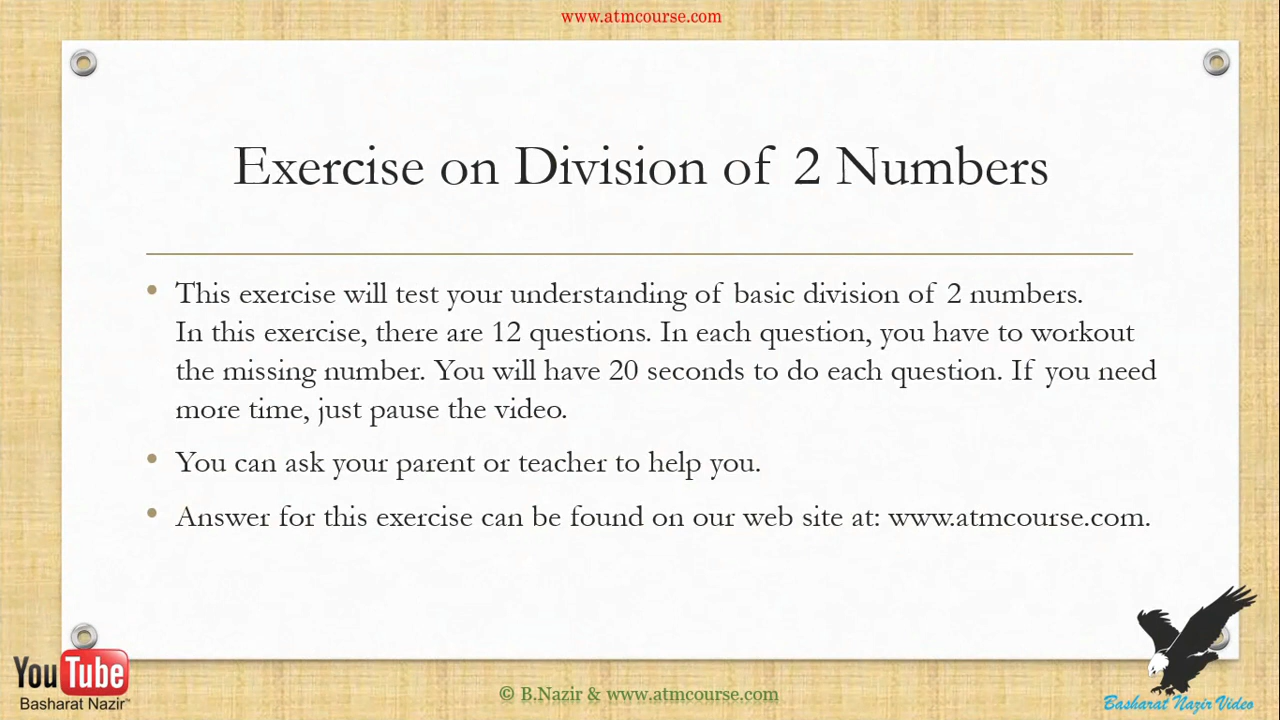 www.atmcourse.com
Exercise on Division of 2 Numbers
• This exercise will test your understanding of basic division of 2 numbers.
In this exercise, there are 12 questions. In each question, you have to workout
the missing number. You will have 20 seconds to do each question. If you need
more time, just pause the video.
• You can ask your parent or teacher to help you.
• Answer for this exercise can be found on our web site at: www.atmcourse.com.
YouTube
Basharat Nazir™
© B.Nazir & www.atmcourse.com
Basharat Nazir Video